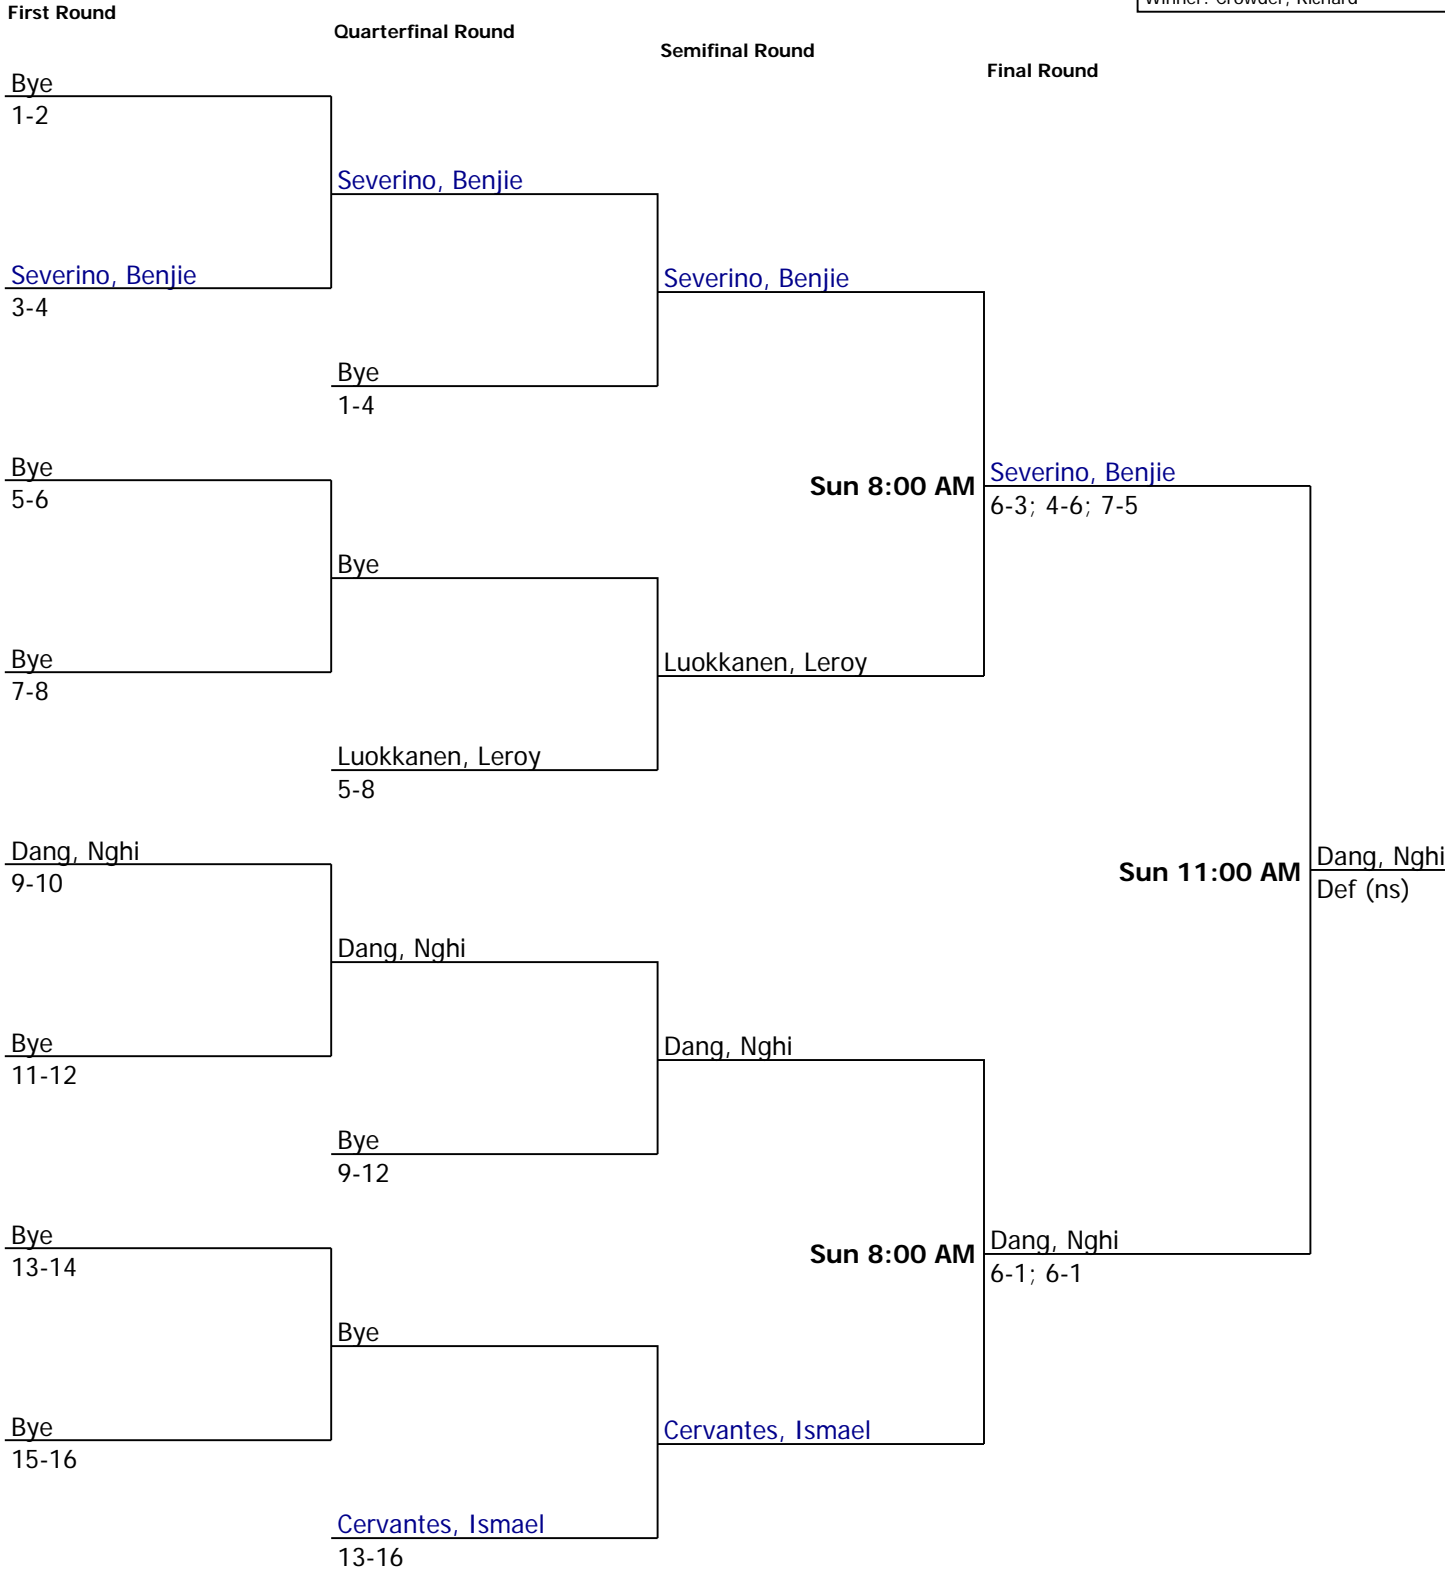 Winner: Crowder, Richard
First Round
Quarterfinal Round
Semifinal Round
Final Round
Bye
1-2
Severino, Benjie
Severino, Benjie
3-4
Severino, Benjie
Bye
1-4
Bye
5-6
Sun 8:00 AM
Severino, Benjie
6-3; 4-6; 7-5
Bye
Bye
7-8
Luokkanen, Leroy
Luokkanen, Leroy
5-8
Dang, Nghi
9-10
Sun 11:00 AM
Dang, Nghi
Def (ns)
Dang, Nghi
Bye
11-12
Dang, Nghi
Bye
9-12
Bye
13-14
Sun 8:00 AM
Dang, Nghi
6-1; 6-1
Bye
Bye
15-16
Cervantes, Ismael
Cervantes, Ismael
13-16